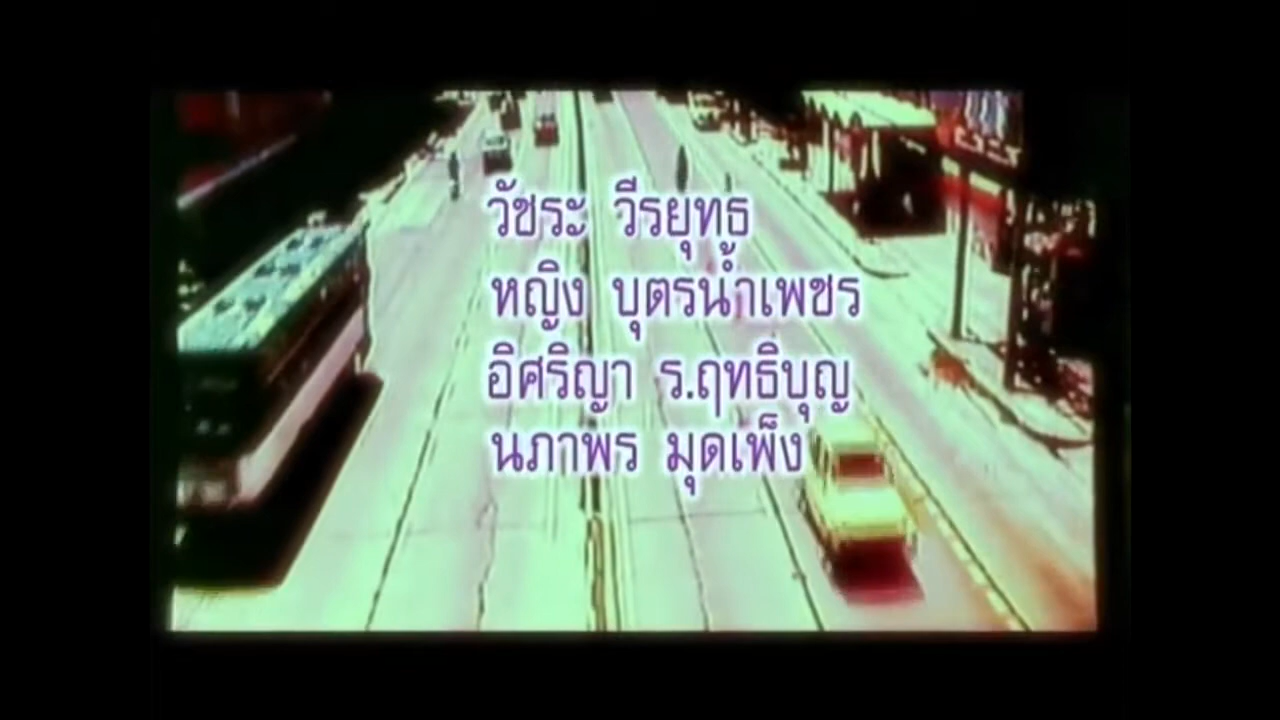 วัชระ วีรยุทธ
หญิง บุตรน้ำเพชร
อิศริญา ร.ฤทธิบุญ
นภาพร มุดเพ็ง